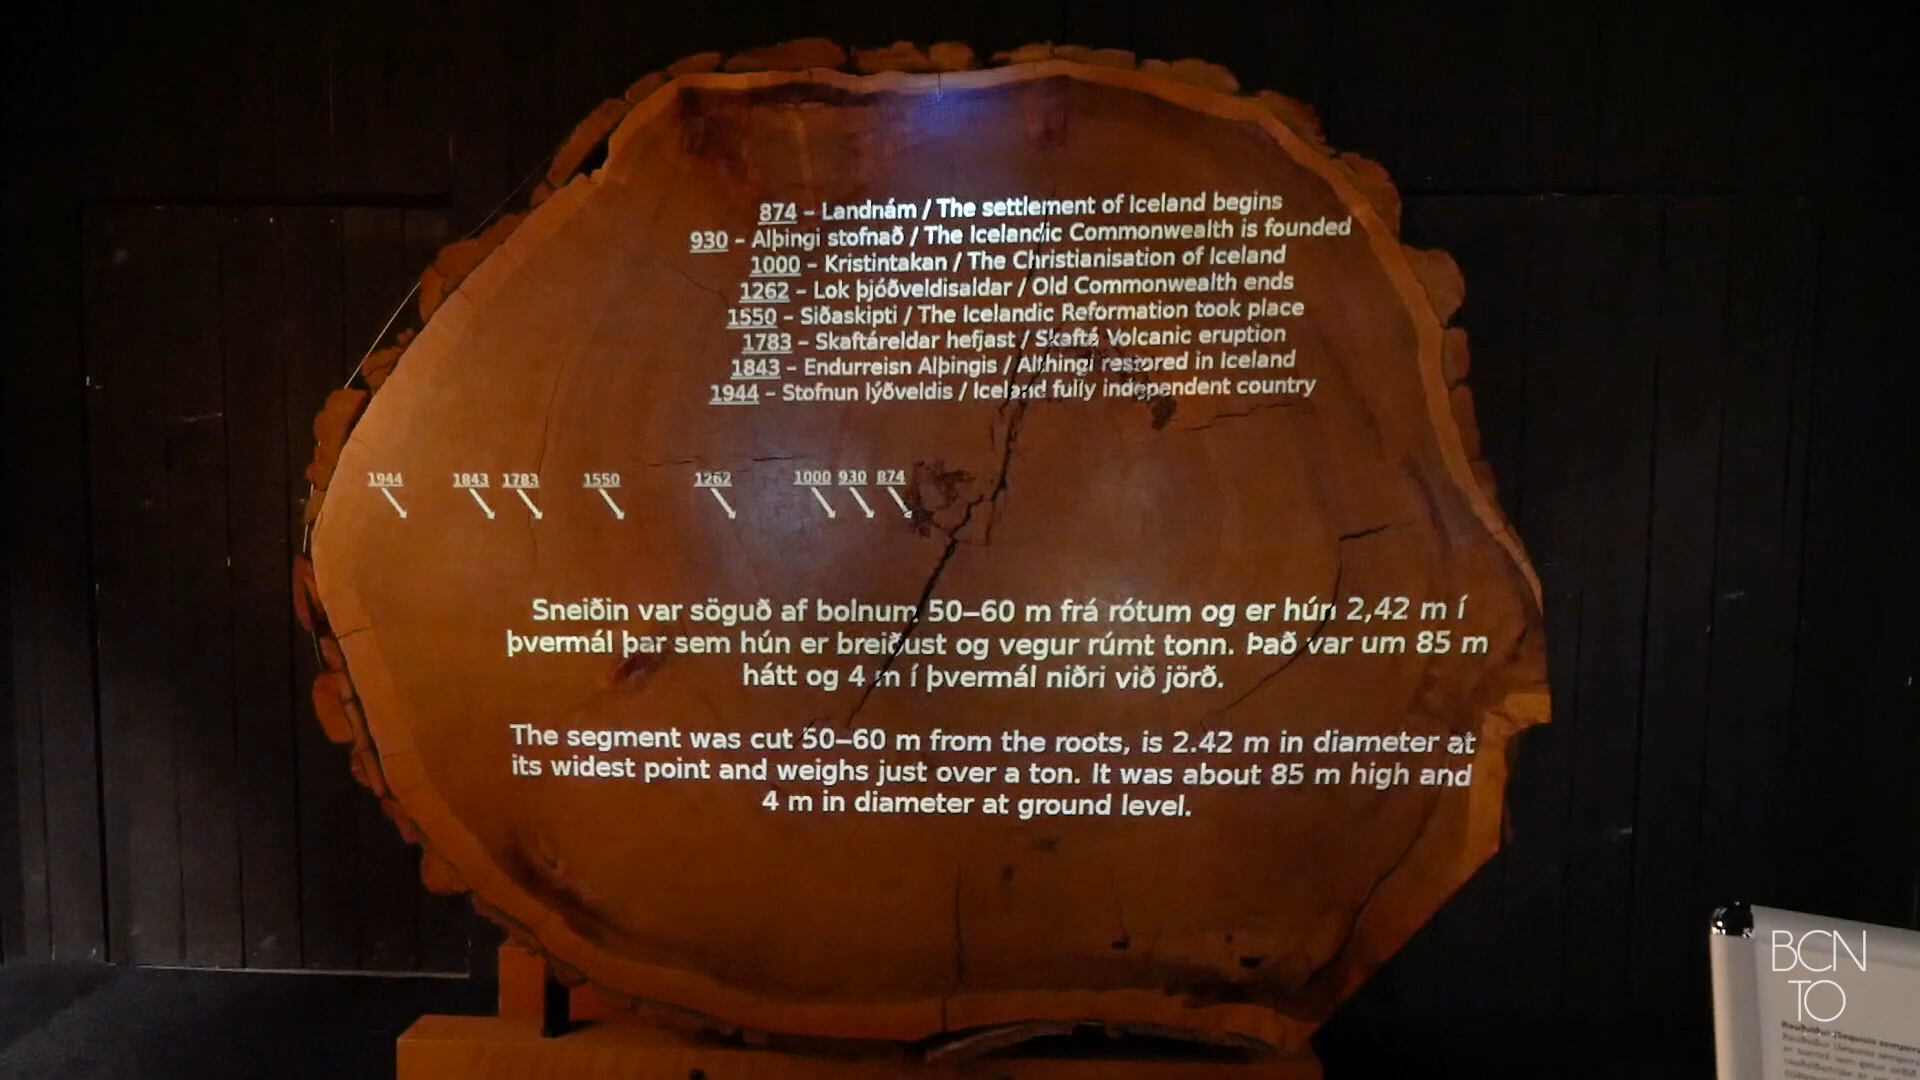 874 – Landnám / The settlement of Iceland begins
930 – Alþingi stofnað / The Icelandic Commonwealth is founded
1000 – Kristintakan / The Christianisation of Iceland
1262 – Lok þjóðveldisaldar / Old Commonwealth ends
1550 – Siðaskipti / The Icelandic Reformation took place
1783 – Skaftáreldar hefjast / Skaftá Volcanic eruption
1843 – Endurreisn Alþingis / Althingi restored in Iceland
1944 – Stofnun lýðveldis / Iceland fully independent country
1944 1843 1783 1550 1262 1000 930 874
Sneiðin var söguð af bolnum 50–60 m frá rótum og er hún 2,42 m í
þvermál þar sem hún er breiðust og vegur rúmt tonn. Það var um 85 m
hátt og 4 m í þvermál niðri við jörð.
The segment was cut 50–60 m from the roots, is 2.42 m in diameter at
its widest point and weighs just over a ton. It was about 85 m high and
4 m in diameter at ground level.
BCN
TO